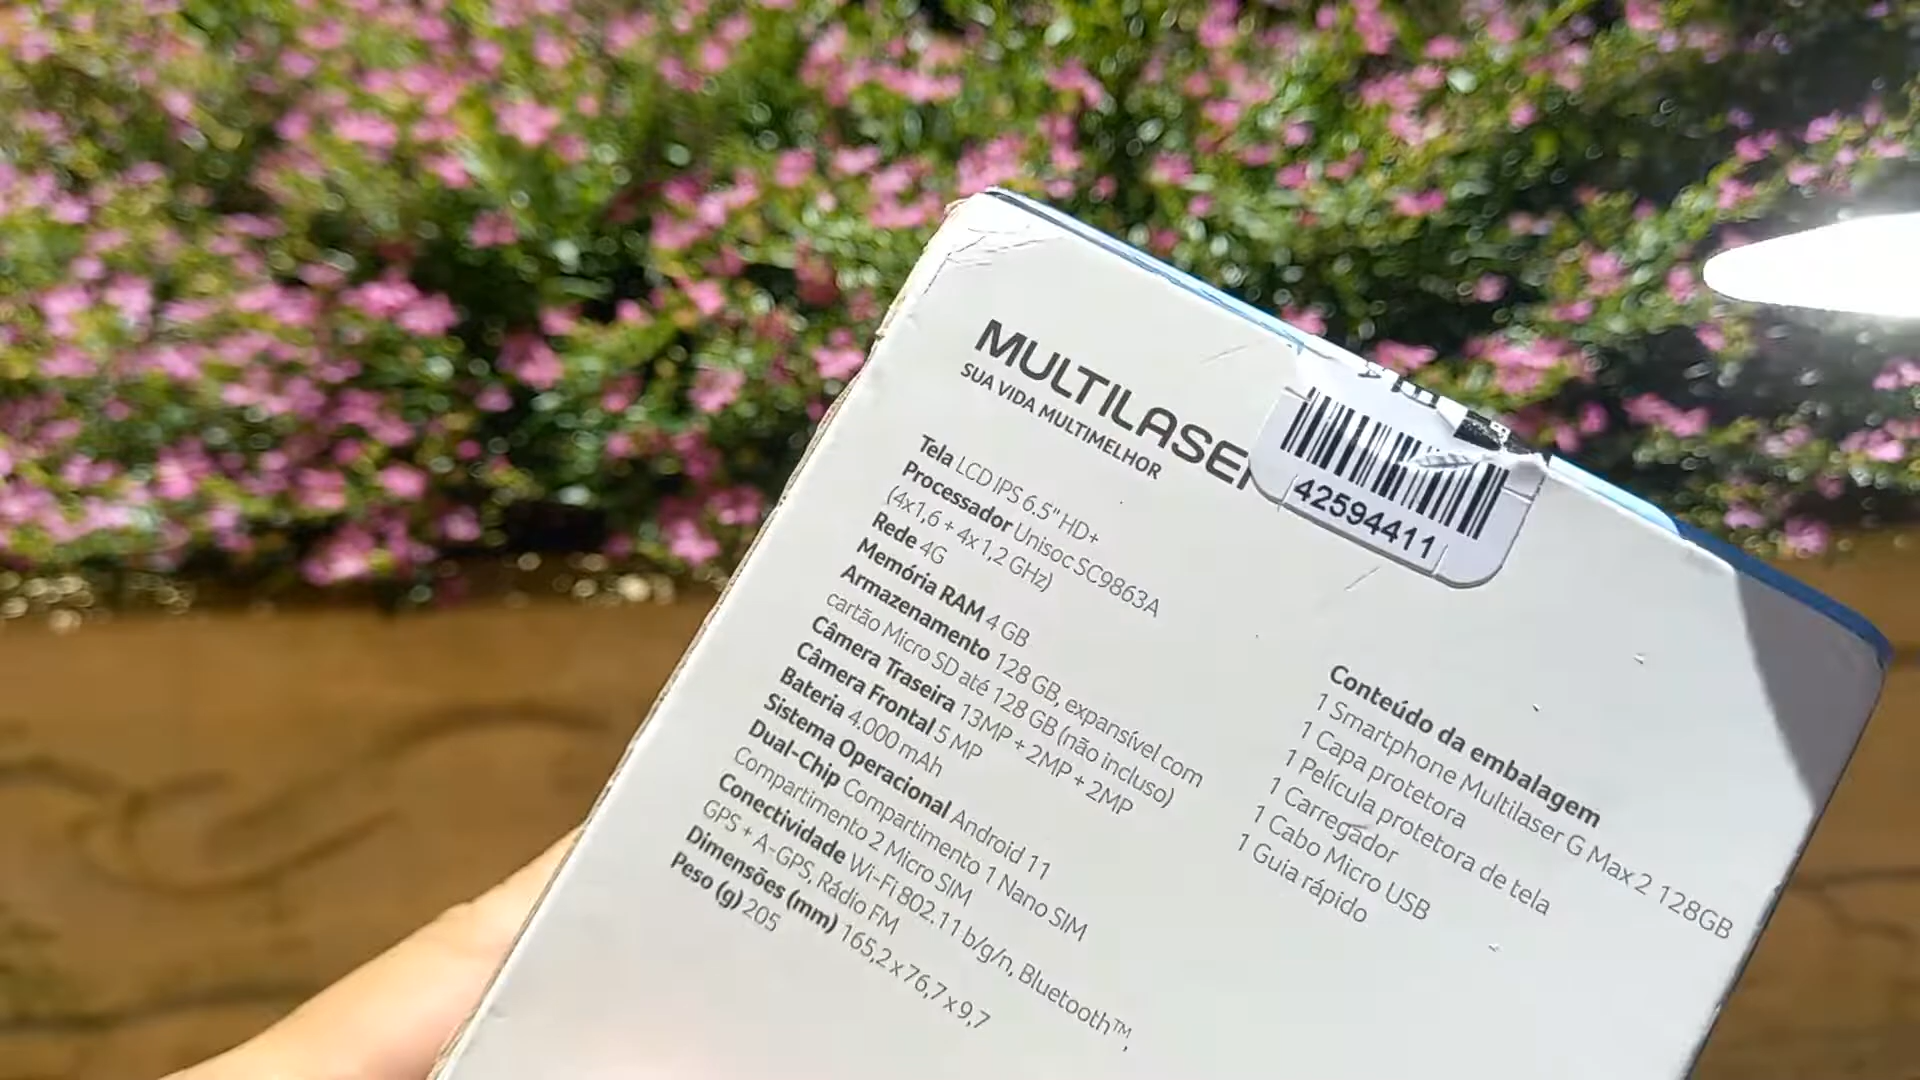 MULTILASER
SUA VIDA MULTIMELHOR
Tela LCD IPS 6.5" HD+
Processador Unisoc SC9863A
(4x1,6 + 4x1,2 GHz)
Rede 4G
Memória RAM 4 GB
Armazenamento 128 GB, expansível com
cartão Micro SD até 128 GB (não incluso)
Câmera Traseira 13MP + 2MP + 2MP
Câmera Frontal 5 MP
Bateria 4.000 mAh
Sistema Operacional Android 11
Dual-Chip Compartimento 1 Nano SIM
Compartimento 2 Micro SIM
Conectividade Wi-Fi 802.11 b/g/n, Bluetooth™,
GPS + A-GPS, Rádio FM
Dimensões (mm) 165,2 x 76,7 x 9,7
Peso (g) 205
42594411
Conteúdo da embalagem
1 Smartphone Multilaser G Max 2 128GB
1 Capa protetora
1 Película protetora de tela
1 Carregador
1 Cabo Micro USB
1 Guia rápido